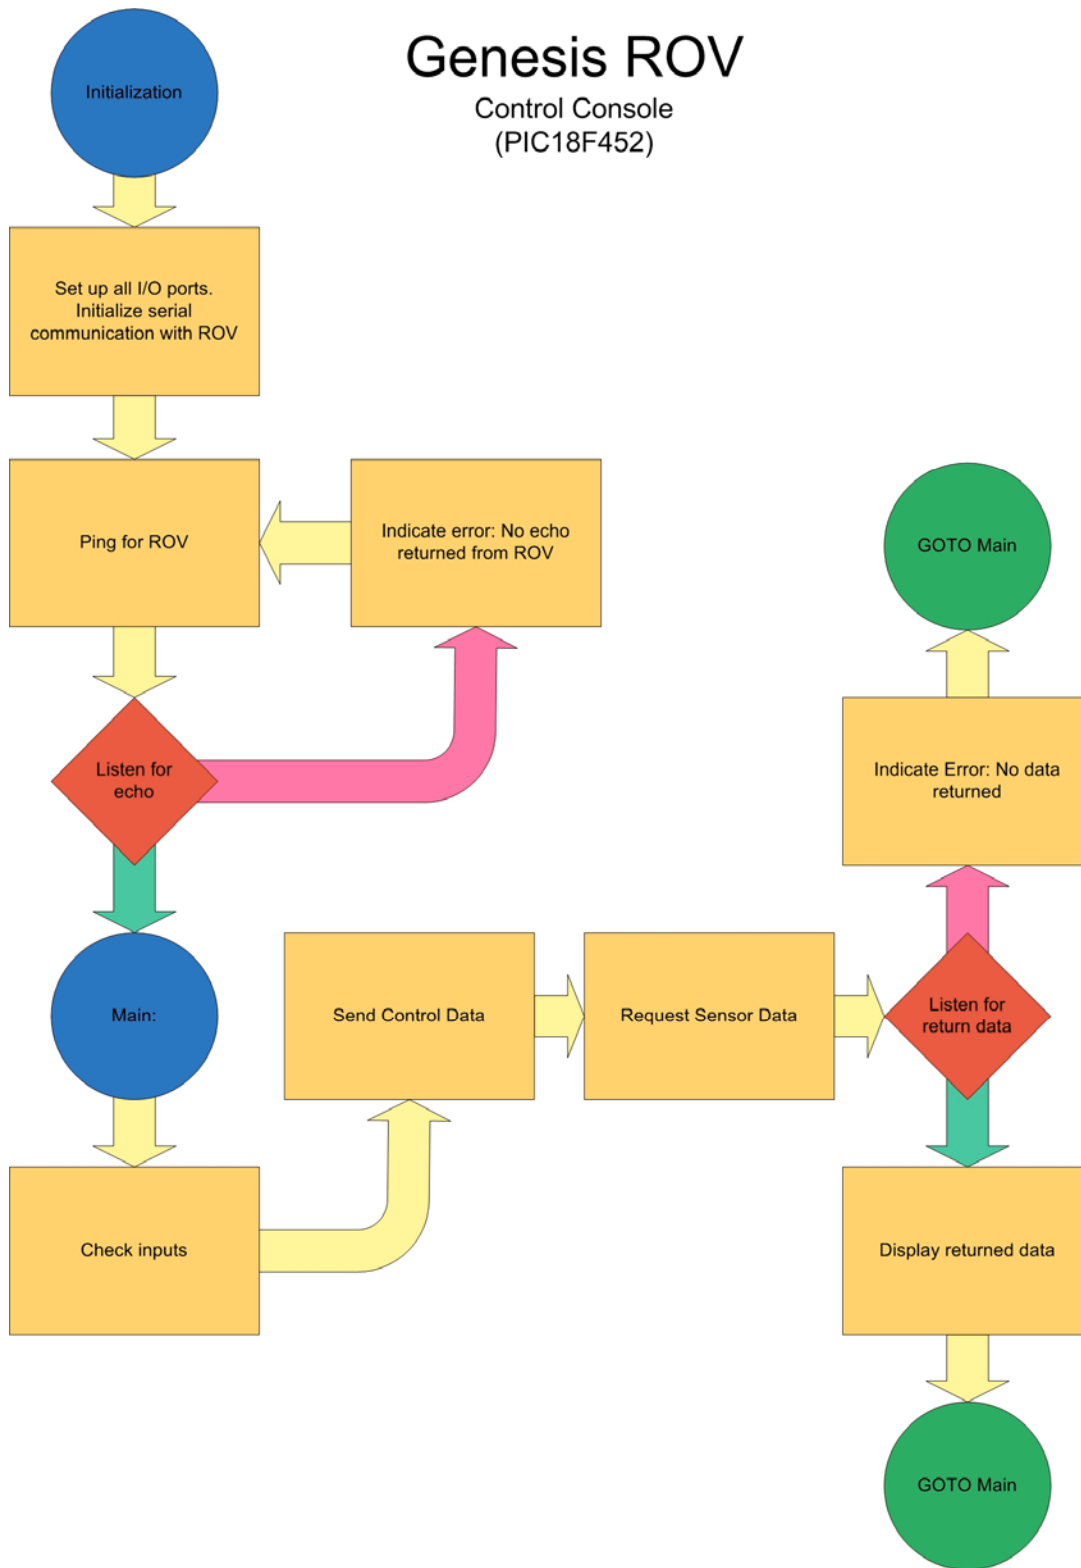 Genesis ROV
Control Console
(PIC18F452)
Initialization
Set up all I/O ports.
Initialize serial
communication with ROV
Ping for ROV
Indicate error: No echo
returned from ROV
Listen for
echo
Main:
Check inputs
Send Control Data
Request Sensor Data
Listen for
return data
Indicate Error: No data
returned
GOTO Main
Display returned data
GOTO Main